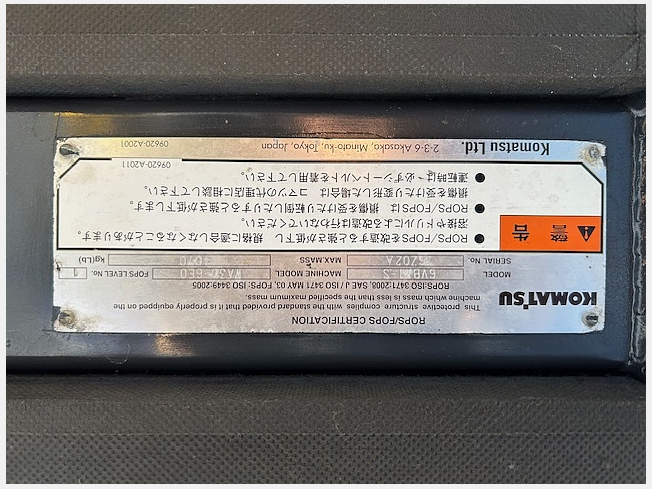 ROPS/FOPS CERTIFICATION
This protective structure complies with the standard provided that it is properly equipped on the
machine which mass is less than the specified maximum mass.
KOMATSU
ROPS:ISO 3471:2008, SAE J / ISO 3471 MAY 03, FOPS: ISO 3449:2005
MODEL MACHINE MODEL FOPS LEVEL No. 1
SERIAL No. MAX.MASS kg(Lb)
警告
● ROPS/FOPSを改造すると強さが低下し、規格に適合しなくなることがあります。
溶接やドリルによる改造は行わないで下さい。
● ROPS/FOPSは 損傷を受けたり転倒したりすると強さが低下します。
損傷を受けたり変形した場合は コマツの代理店に相談して下さい。
● 運転時は 必ずシートベルトを着用して下さい。
09620-A2011
Komatsu Ltd. 2-3-6 Akasaka, Minato-ku, Tokyo, Japan 09620-A2001